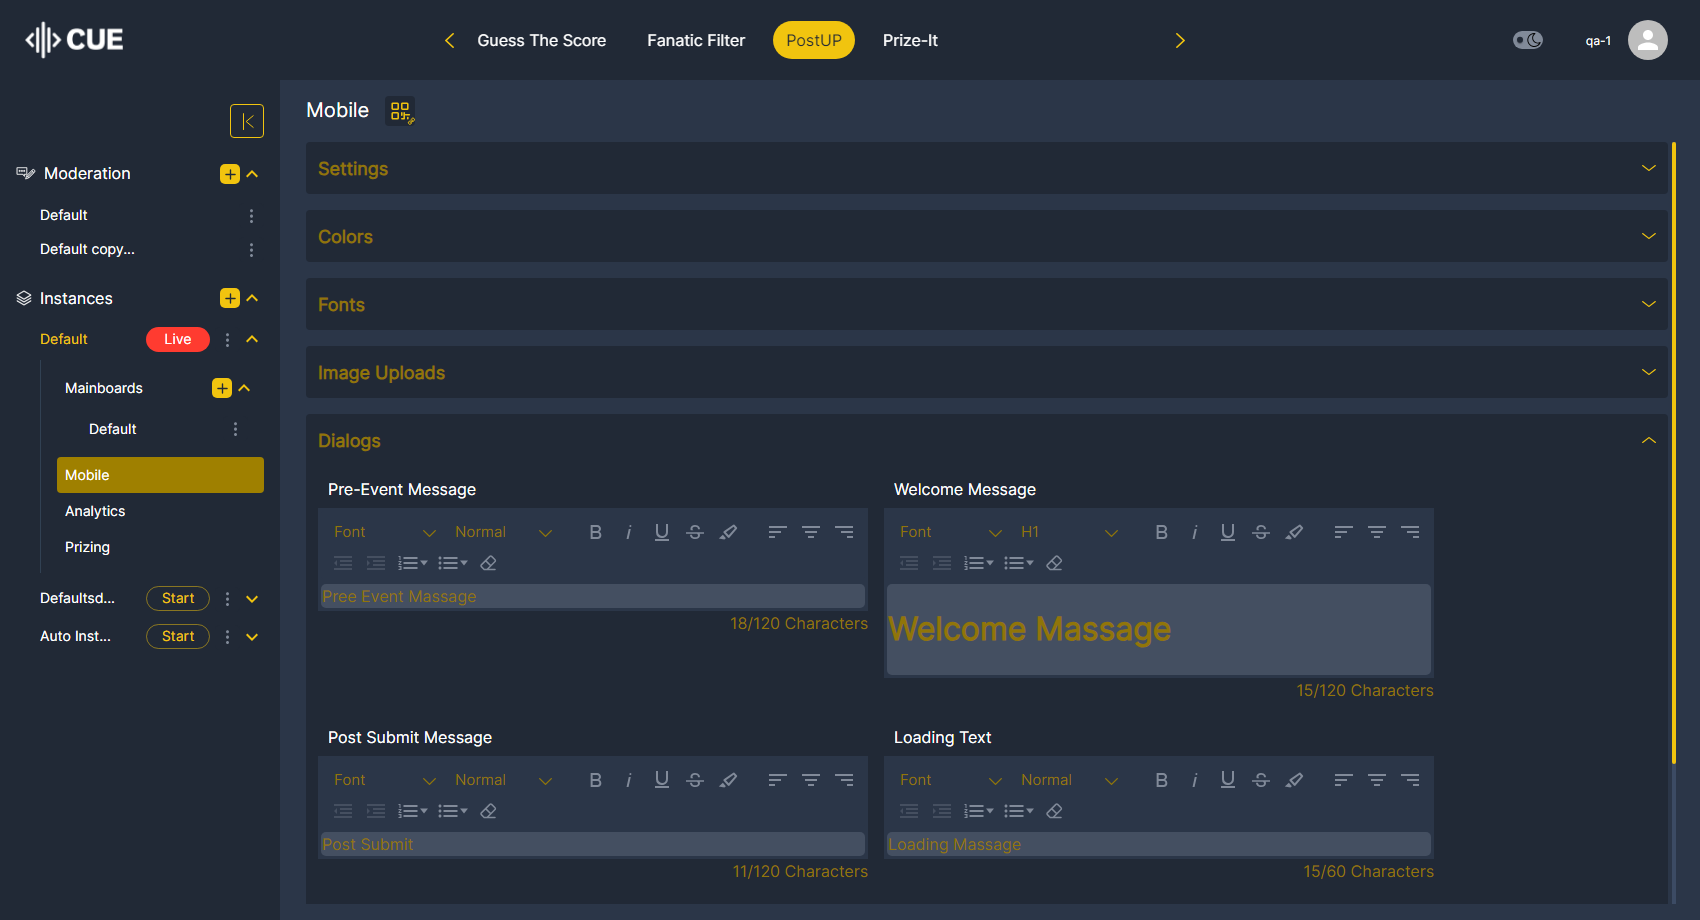 CUE
Guess The Score
Fanatic Filter
PostUP
Prize-It
qa-1
Moderation
Default
Default copy...
Instances
Default
Live
Mainboards
Default
Mobile
Analytics
Prizing
Defaultsd...
Start
Auto Inst...
Start
Mobile
Settings
Colors
Fonts
Image Uploads
Dialogs
Pre-Event Message
Font Normal
Pree Event Massage
18/120 Characters
Welcome Message
Font H1
Welcome Massage
15/120 Characters
Post Submit Message
Font Normal
Post Submit
11/120 Characters
Loading Text
Font Normal
Loading Massage
15/60 Characters